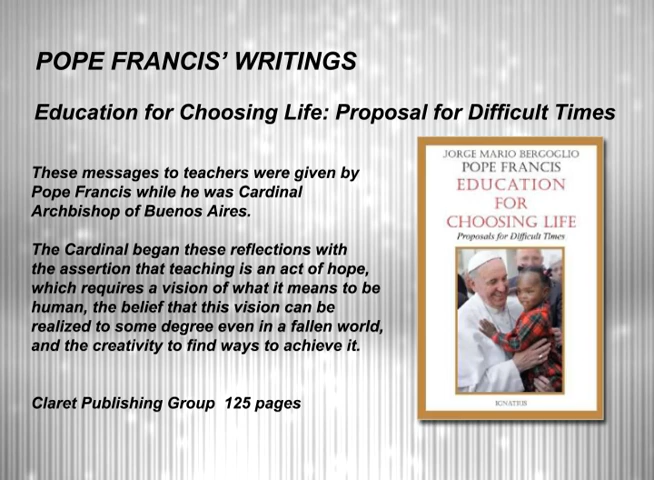 POPE FRANCIS’ WRITINGS
Education for Choosing Life: Proposal for Difficult Times
These messages to teachers were given by
Pope Francis while he was Cardinal
Archbishop of Buenos Aires.
The Cardinal began these reflections with
the assertion that teaching is an act of hope,
which requires a vision of what it means to be
human, the belief that this vision can be
realized to some degree even in a fallen world,
and the creativity to find ways to achieve it.
Claret Publishing Group 125 pages
JORGE MARIO BERGOGLIO
POPE FRANCIS
EDUCATION
FOR
CHOOSING LIFE
Proposals for Difficult Times
IGNATIUS